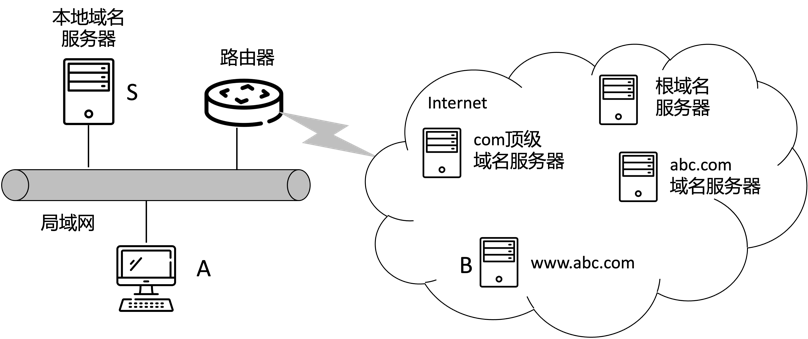 本地域名
服务器
S
路由器
局域网
A
Internet
com顶级
域名服务器
根域名
服务器
abc.com
域名服务器
B
www.abc.com